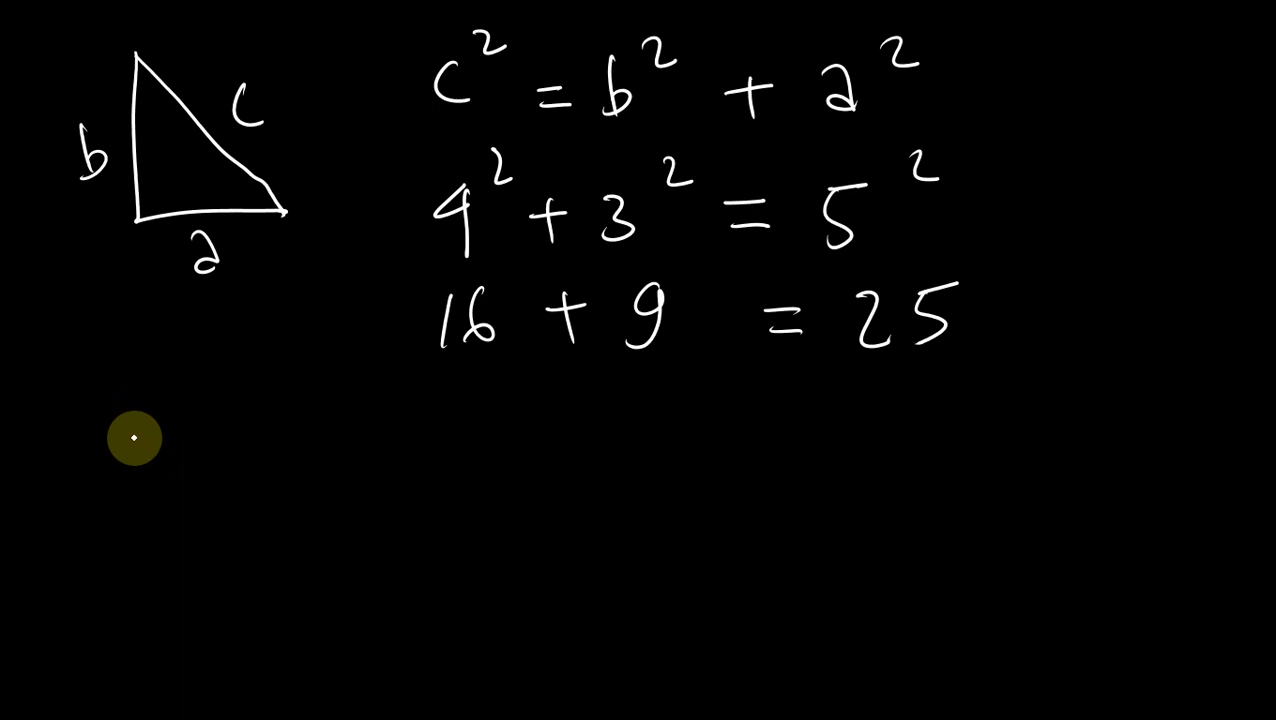 b
c
a
c² = b² + a²
4² + 3² = 5²
16 + 9 = 25